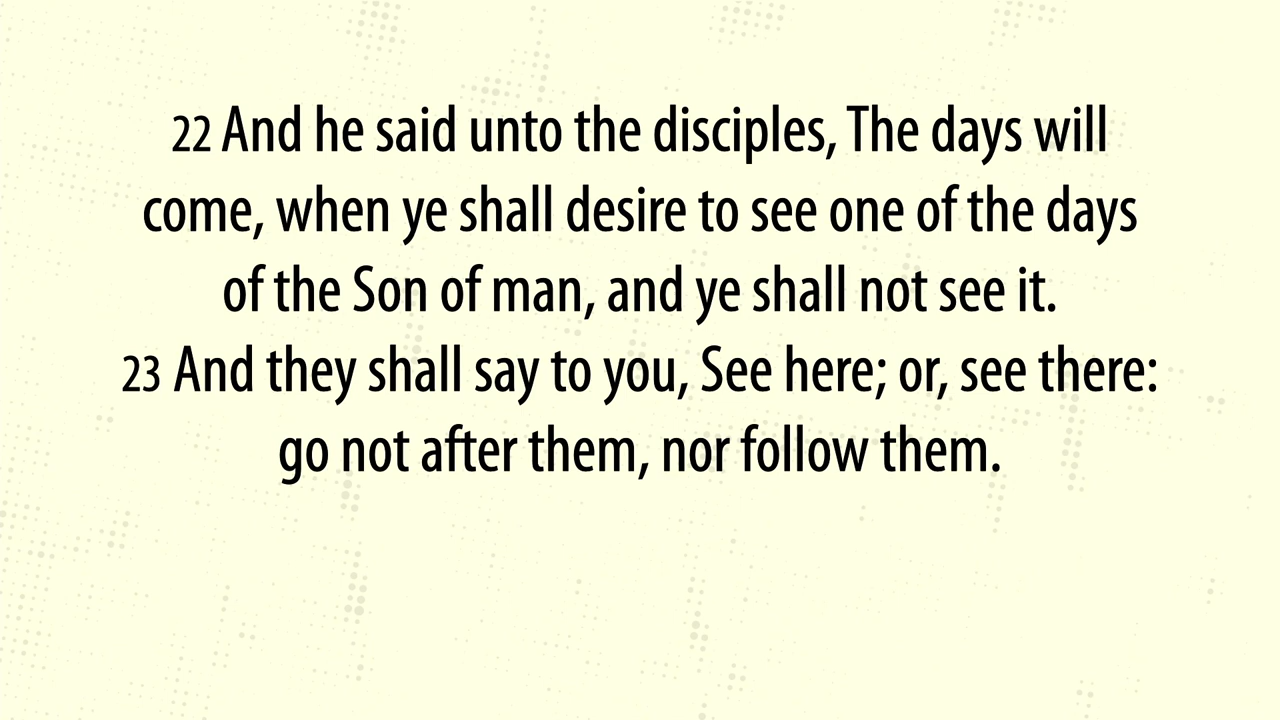 22 And he said unto the disciples, The days will
come, when ye shall desire to see one of the days
of the Son of man, and ye shall not see it.
23 And they shall say to you, See here; or, see there:
go not after them, nor follow them.